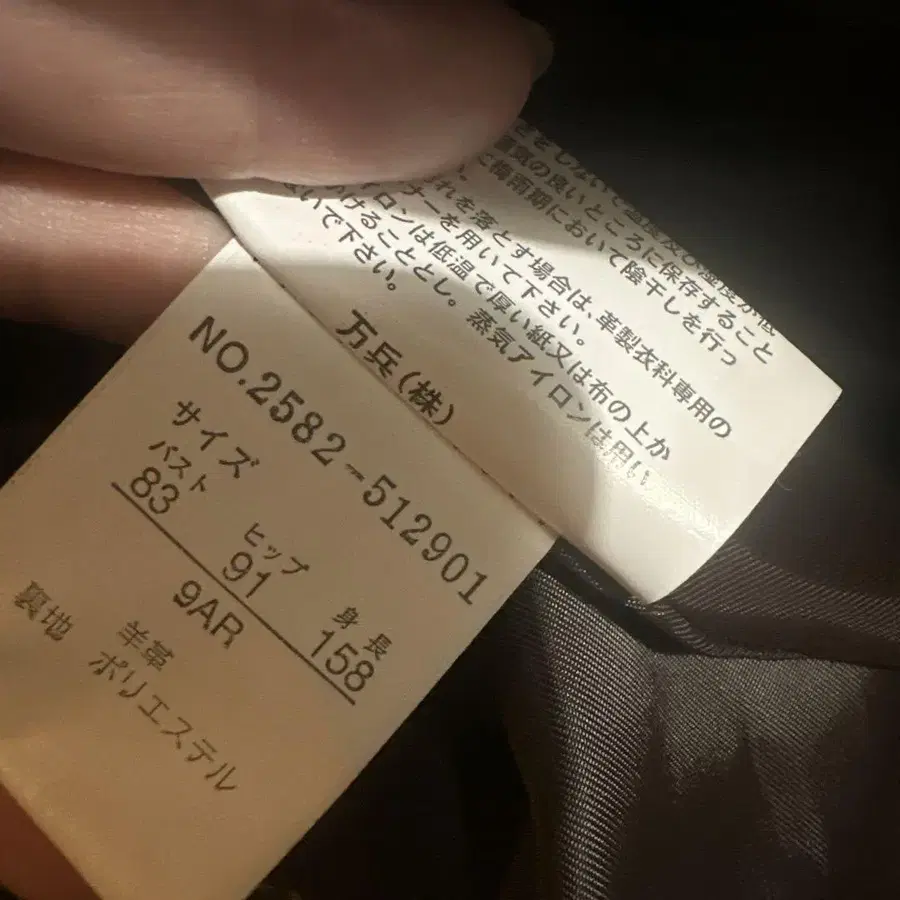 湿気の良いところに保存すること
に梅雨期において陰干しを行っ
れを落とす場合は、革製衣料専用の
ナーを用いて下さい。
ロンは低温で厚い紙又は布の上か
けることとし。蒸気アイロンは用い
いで下さい。
万兵(株)
NO.2582-512901
サイズ
バスト
83
ヒップ
91
身長
158
9AR
羊革
裏地 ポリエステル